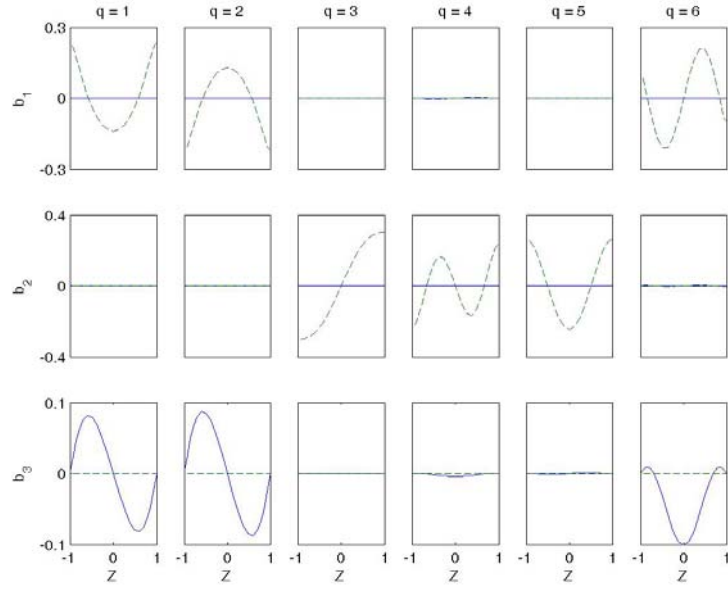 q = 1 q = 2 q = 3 q = 4 q = 5 q = 6
0.3
b1
0
-0.3
0.4
b2
0
-0.4
0.1
b3
0
-0.1
-1 0 1 -1 0 1 -1 0 1 -1 0 1 -1 0 1 -1 0 1
Z Z Z Z Z Z